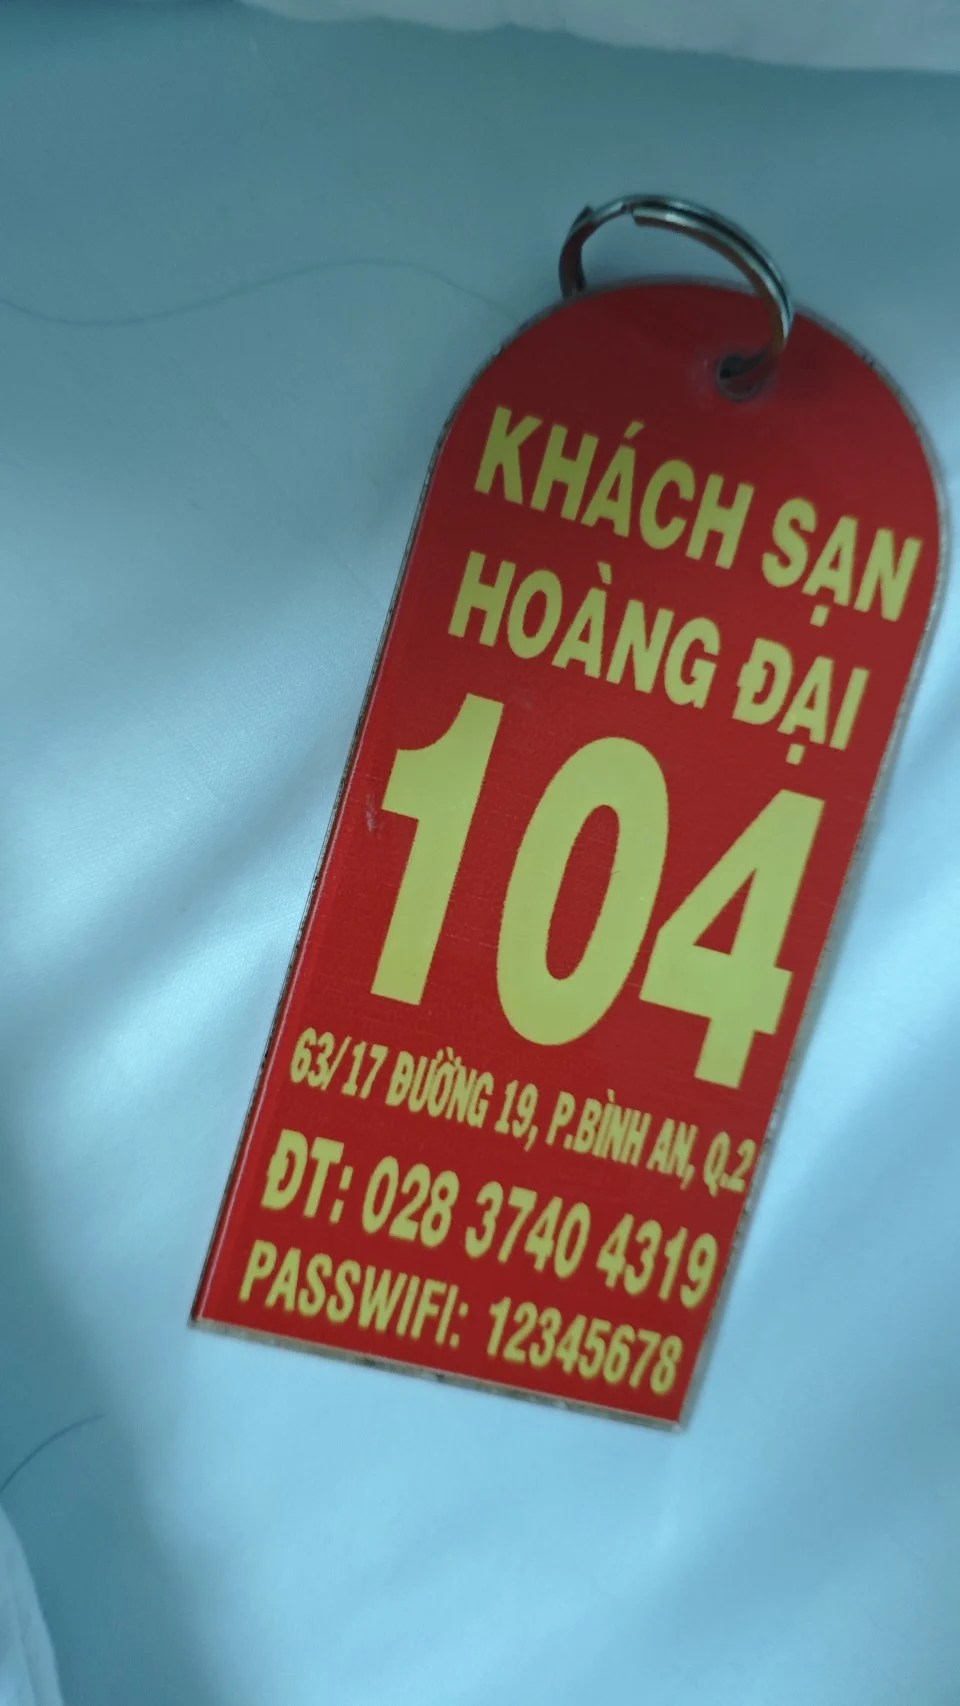 KHÁCH SẠN
HOÀNG ĐẠI
104
63/17 ĐƯỜNG 19, P.BÌNH AN, Q.2
ĐT: 028 3740 4319
PASSWIFI: 12345678